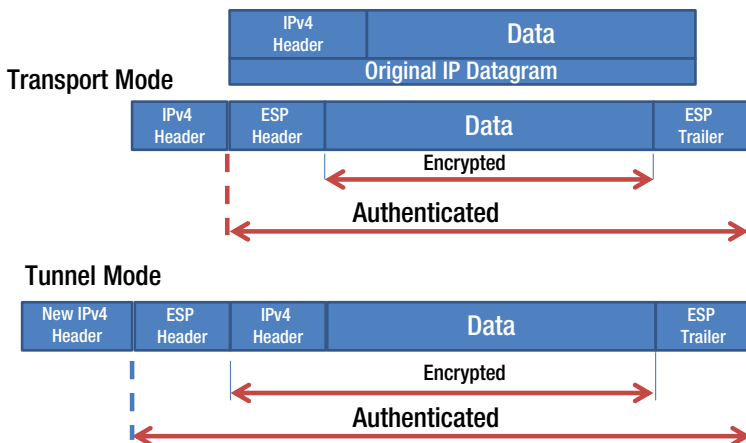 IPv4
Header
Data
Original IP Datagram
Transport Mode
IPv4
Header
ESP
Header
Data
ESP
Trailer
Encrypted
Authenticated
Tunnel Mode
New IPv4
Header
ESP
Header
IPv4
Header
Data
ESP
Trailer
Encrypted
Authenticated